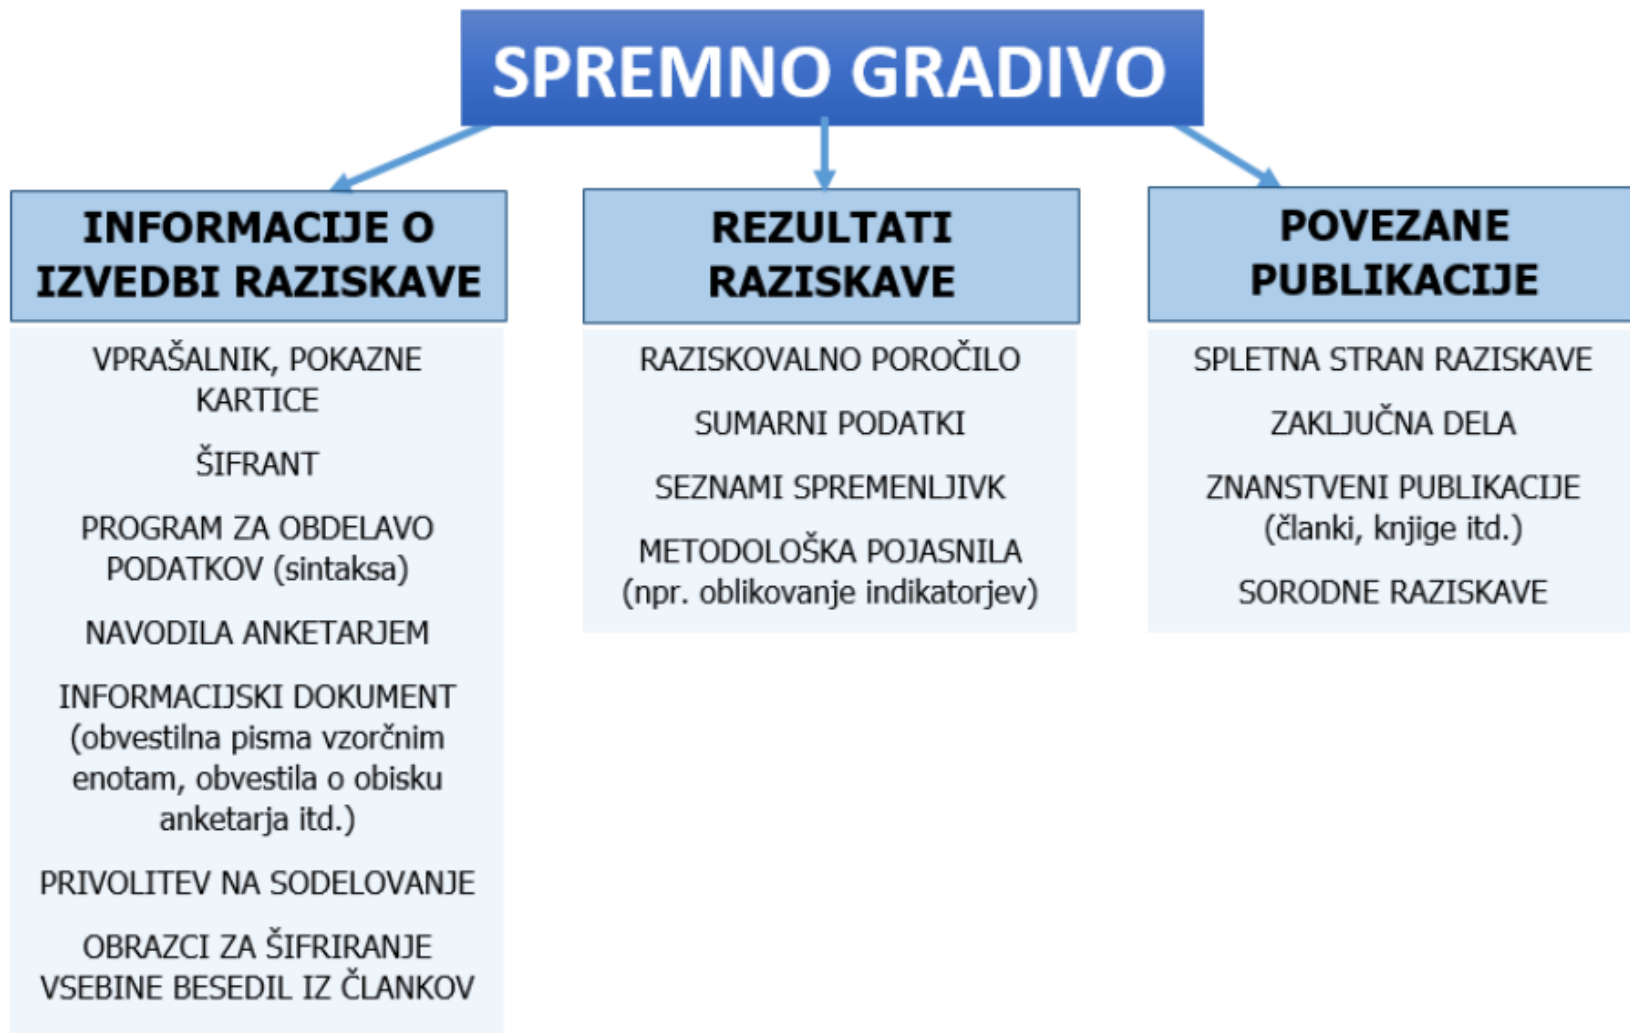 SPREMNO GRADIVO
INFORMACIJE O
IZVEDBI RAZISKAVE
VPRAŠALNIK, POKAZNE
KARTICE
ŠIFRANT
PROGRAM ZA OBDELAVO
PODATKOV (sintaksa)
NAVODILA ANKETARJEM
INFORMACIJSKI DOKUMENT
(obvestilna pisma vzorčnim
enotam, obvestila o obisku
anketarja itd.)
PRIVOLITEV NA SODELOVANJE
OBRAZCI ZA ŠIFRIRANJE
VSEBINE BESEDIL IZ ČLANKOV
REZULTATI
RAZISKAVE
RAZISKOVALNO POROČILO
SUMARNI PODATKI
SEZNAMI SPREMENLJIVK
METODOLOŠKA POJASNILA
(npr. oblikovanje indikatorjev)
POVEZANE
PUBLIKACIJE
SPLETNA STRAN RAZISKAVE
ZAKLJUČNA DELA
ZNANSTVENI PUBLIKACIJE
(članki, knjige itd.)
SORODNE RAZISKAVE